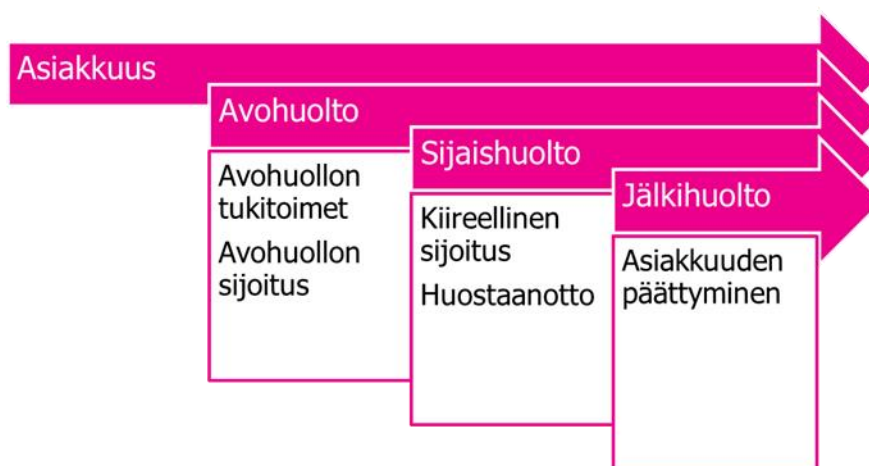 Asiakkuus
Avohuolto
Avohuollon
tukitoimet
Avohuollon
sijoitus
Sijaishuolto
Kiireellinen
sijoitus
Huostaanotto
Jälkihuolto
Asiakkuuden
päättyminen